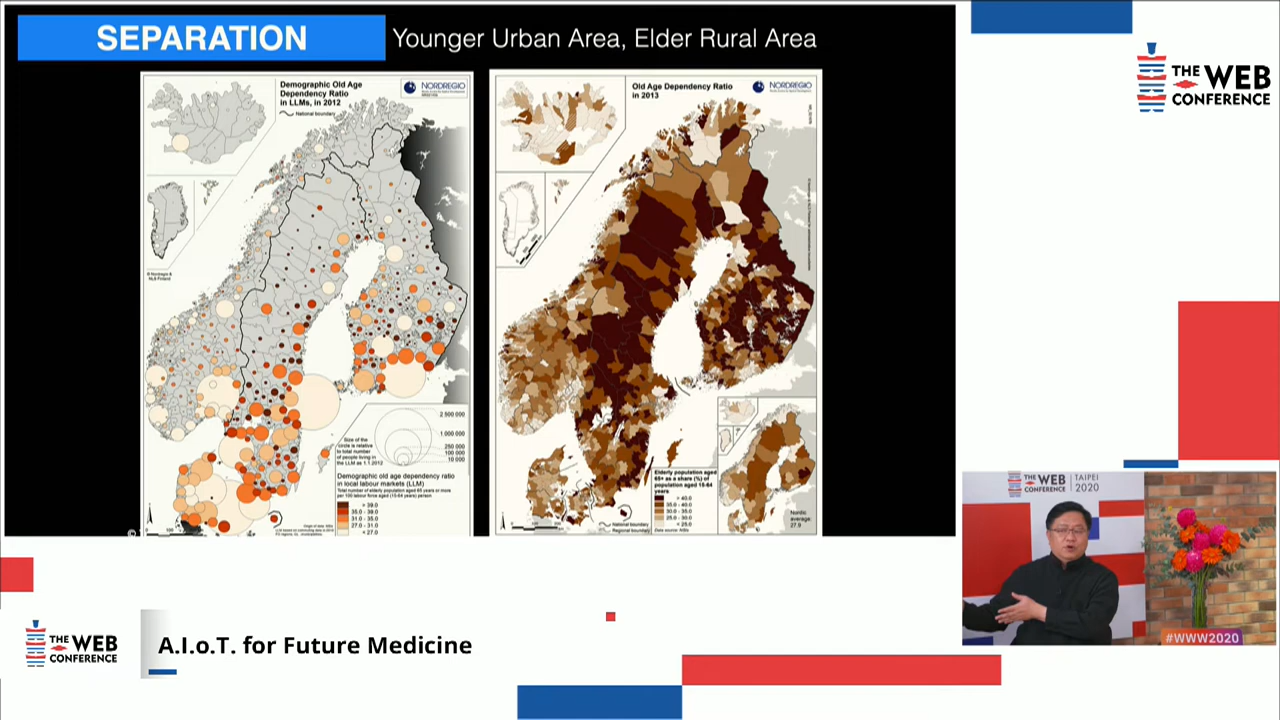 SEPARATION
Younger Urban Area, Elder Rural Area
Demographic Old Age
Dependency Ratio
in LLMs, in 2012
National boundary
NORDREGIO
Size of the
circle is relative
to total number
of people living in
the LLM as 1.1.2012
2 500 000
1 000 000
250 000
100 000
10 000
Demographic old age dependency ratio
in local labour markets (LLM)
Total number of elderly population aged 65 years or more
per 100 labour force aged (15-64 years) person
35.0 - 39.0
31.0 - 35.0
27.0 - 31.0
< 27.0
Old Age Dependency Ratio
in 2013
NORDREGIO
Elderly population aged
65+ as a share (%) of
population aged 15-64
years
35.0 - 40.0
30.0 - 35.0
25.0 - 30.0
< 25.0
National boundary
Regional boundary
Nordic
average:
27.9
THE WEB
CONFERENCE
THE WEB
CONFERENCE
TAIPEI
2020
#WWW2020
THE WEB
CONFERENCE
A.I.o.T. for Future Medicine